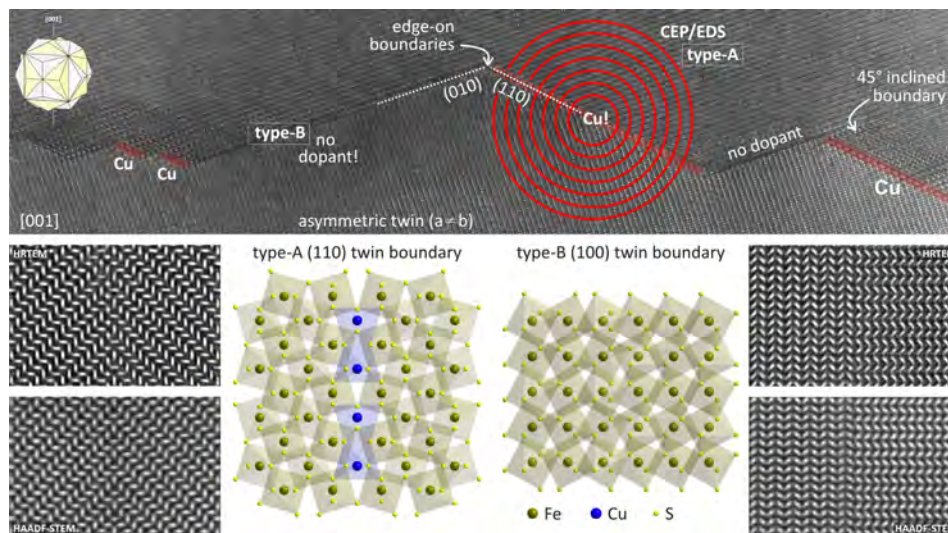 [001]
edge-on
boundaries
CEP/EDS
type-A
45° inclined
boundary
(010)
(110)
Cu!
type-B
no
dopant!
no dopant
Cu
Cu
Cu
[001]
asymmetric twin (a ≠ b)
HRTEM
type-A (110) twin boundary
type-B (100) twin boundary
HRTE
HAADF-STEM
Fe
Cu
S
HAADF-STE